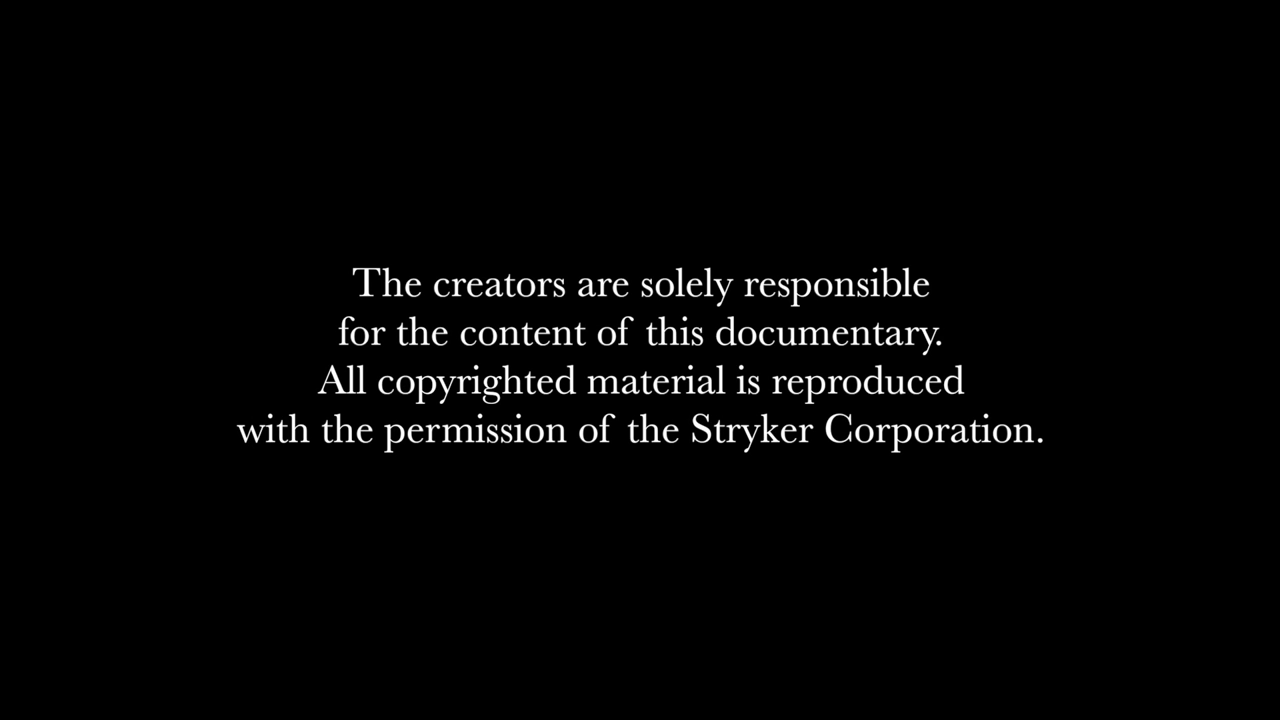 The creators are solely responsible
for the content of this documentary.
All copyrighted material is reproduced
with the permission of the Stryker Corporation.